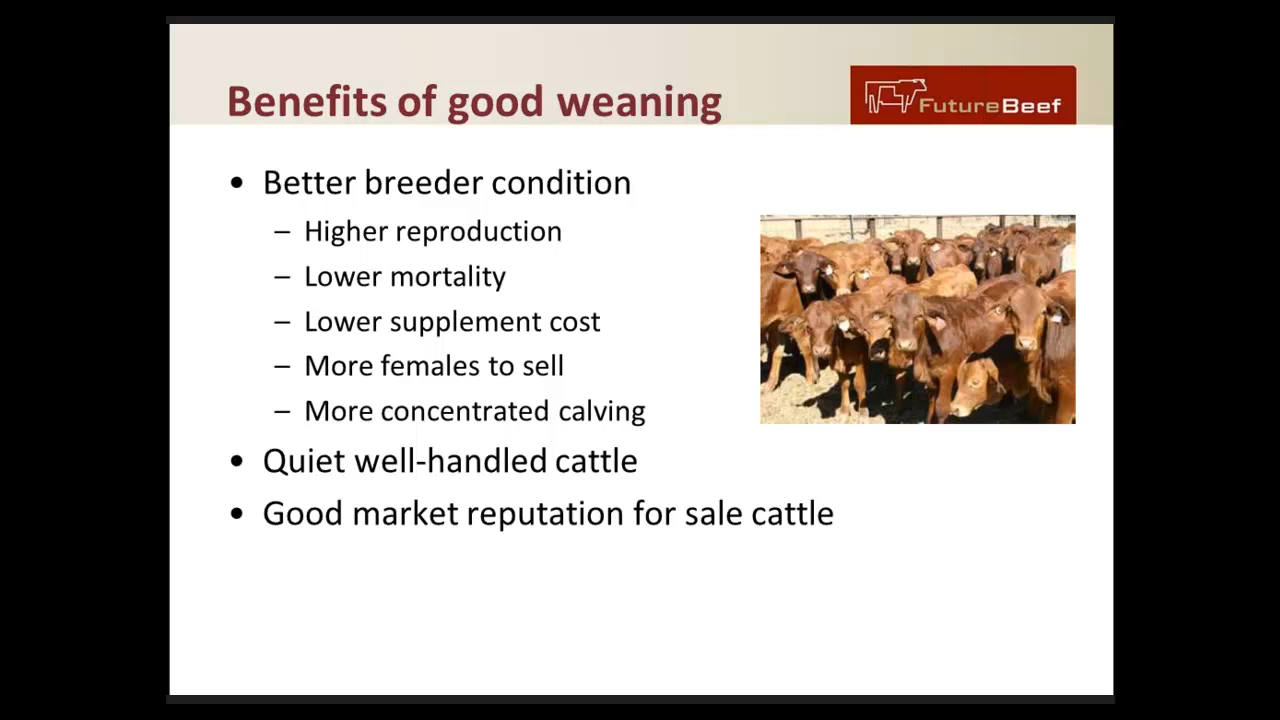 Benefits of good weaning
FutureBeef
• Better breeder condition
– Higher reproduction
– Lower mortality
– Lower supplement cost
– More females to sell
– More concentrated calving
• Quiet well-handled cattle
• Good market reputation for sale cattle